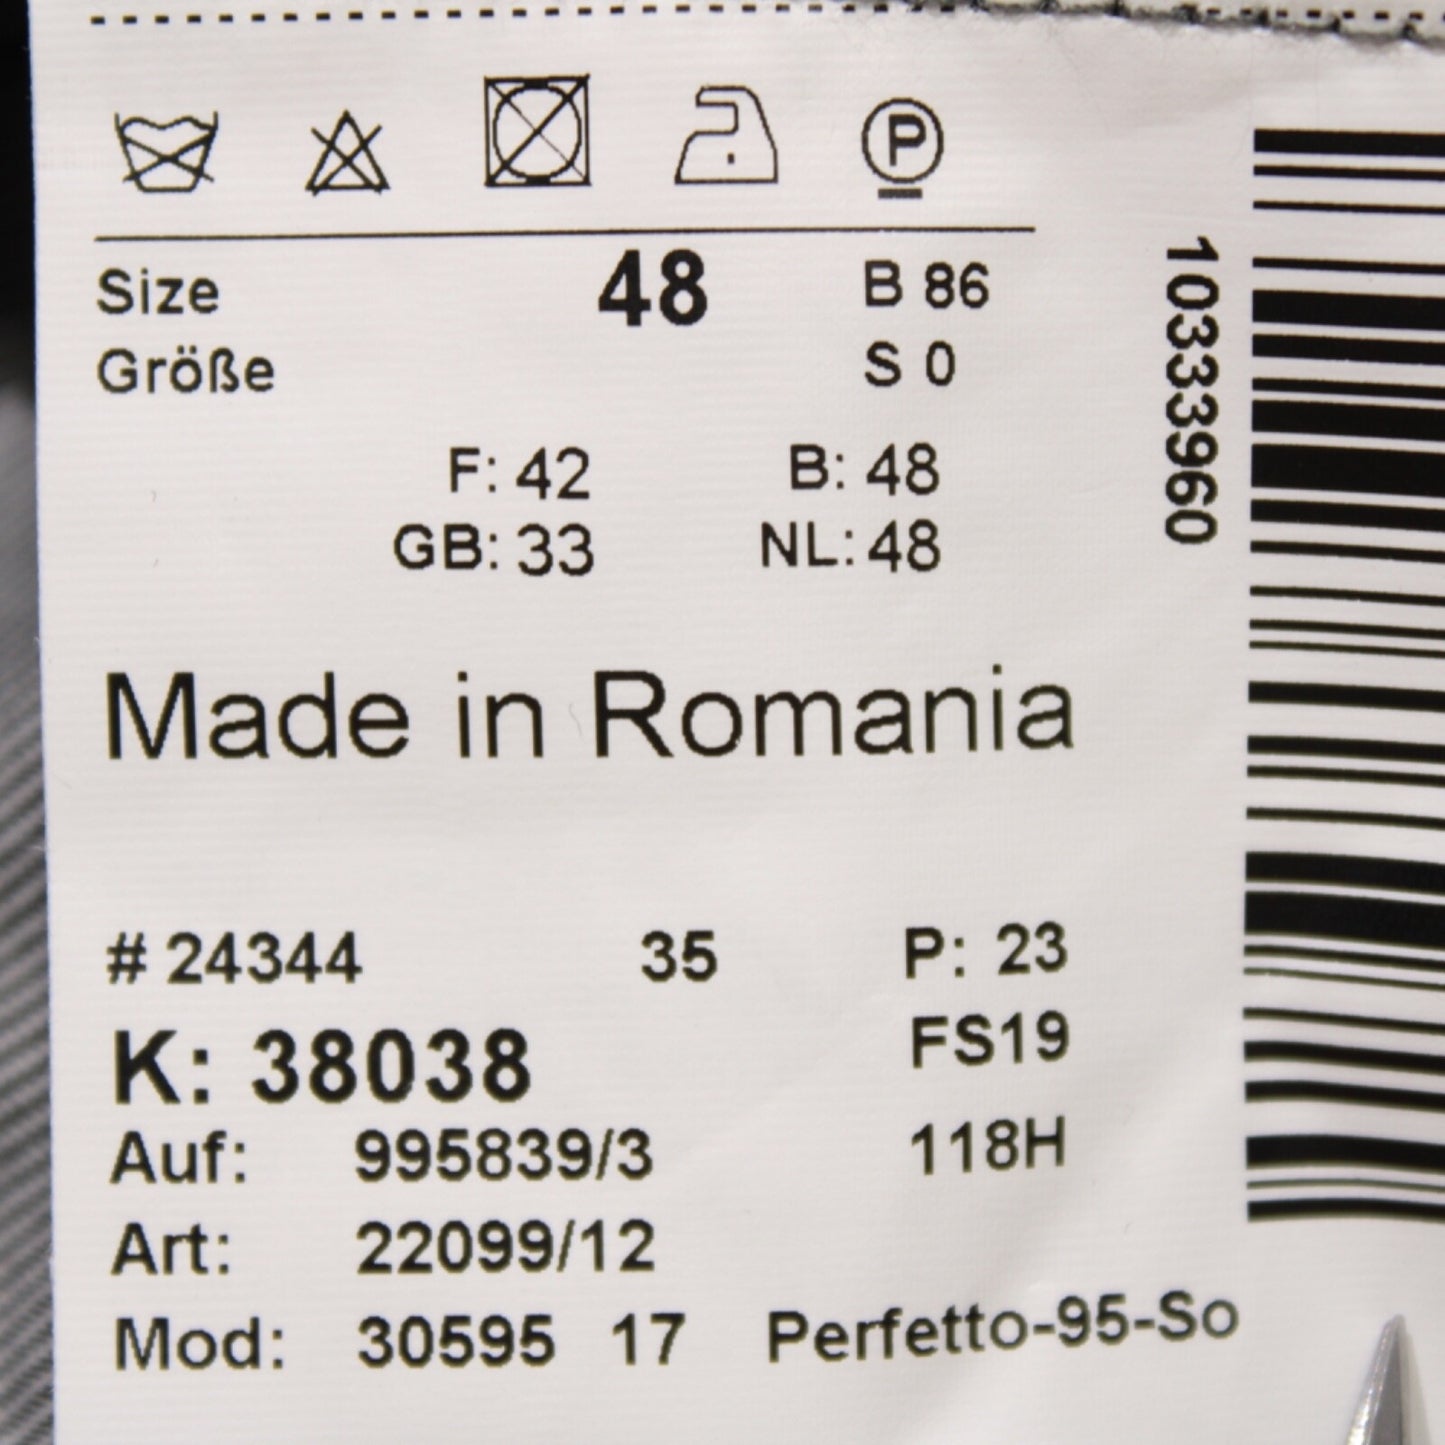 P
Size 48 B 86
Größe S 0
F: 42 B: 48
GB: 33 NL: 48
10333960
Made in Romania
# 24344 35 P: 23
K: 38038 FS19
Auf: 995839/3 118H
Art: 22099/12
Mod: 30595 17 Perfetto-95-So